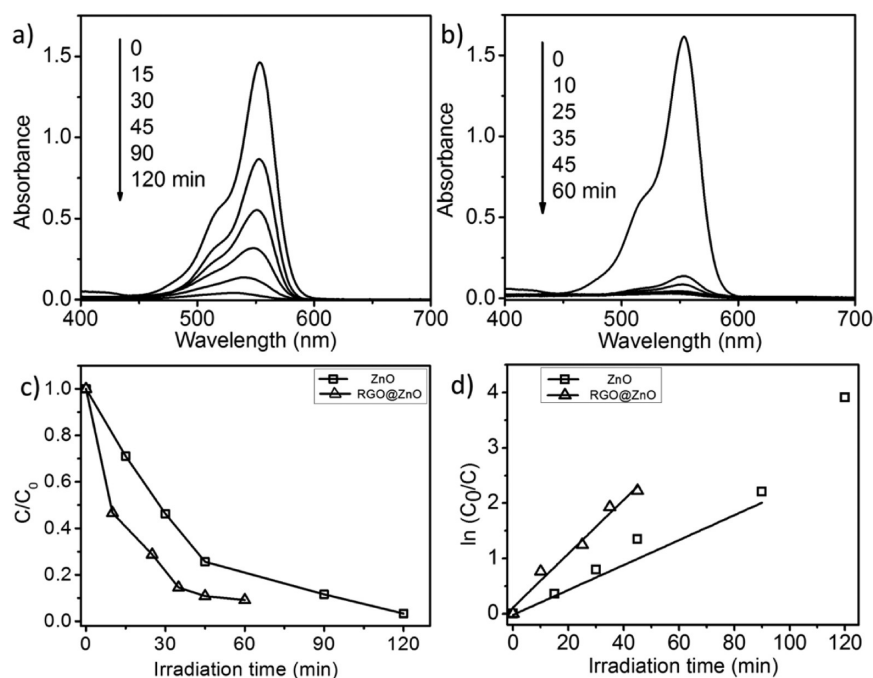 a)
0
15
30
45
90
120 min
1.5
1.0
0.5
0.0
Absorbance
400 500 600 700
Wavelength (nm)
b)
0
10
25
35
45
60 min
1.5
1.0
0.5
0.0
Absorbance
400 500 600 700
Wavelength (nm)
c)
ZnO
RGO@ZnO
1.0
0.8
0.6
0.4
0.2
0.0
C/C0
0 30 60 90 120
Irradiation time (min)
d)
ZnO
RGO@ZnO
4
3
2
1
0
ln (C0/C)
0 20 40 60 80 100 120
Irradiation time (min)